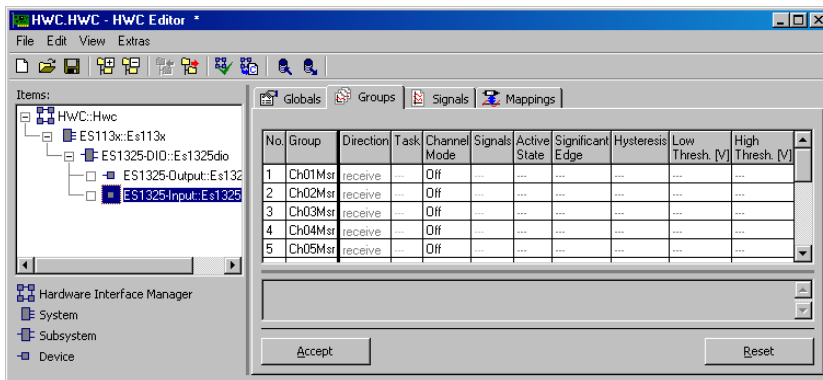 HWC.HWC - HWC Editor *
File Edit View Extras
Items:
HWC::Hwc
ES113x::Es113x
ES1325-DIO::Es1325dio
ES1325-Output::Es132
ES1325-Input::Es1325
Hardware Interface Manager
System
Subsystem
Device
Globals Groups Signals Mappings
No. Group Direction Task Channel Mode Signals Active State Significant Edge Hysteresis Low Thresh. [V] High Thresh. [V]
1 Ch01Msr receive --- Off --- --- --- --- --- ---
2 Ch02Msr receive --- Off --- --- --- --- --- ---
3 Ch03Msr receive --- Off --- --- --- --- --- ---
4 Ch04Msr receive --- Off --- --- --- --- --- ---
5 Ch05Msr receive --- Off --- --- --- --- --- ---
Accept Reset